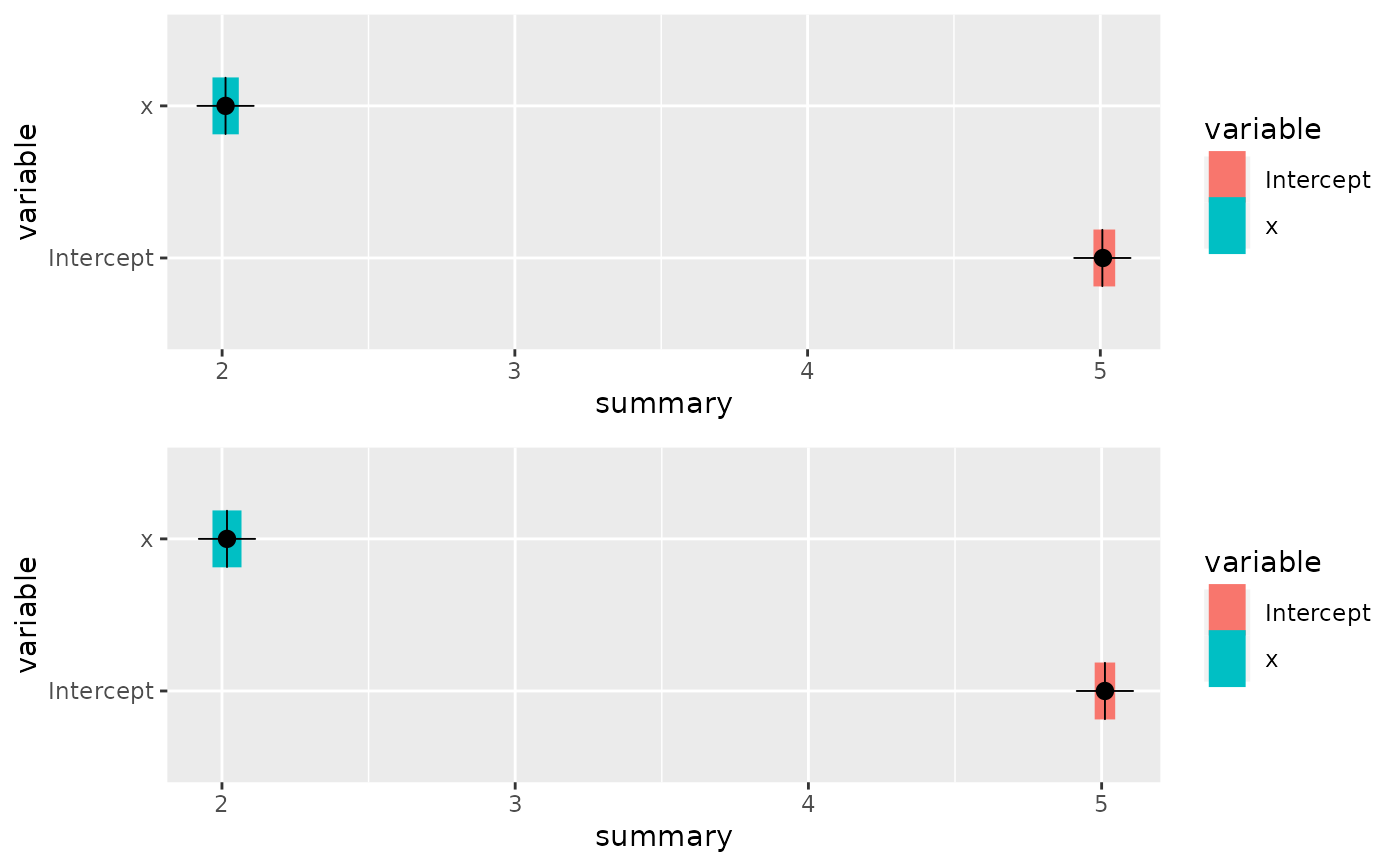 variable
x
Intercept
2 3 4 5
summary
variable
Intercept
x
variable
x
Intercept
2 3 4 5
summary
variable
Intercept
x